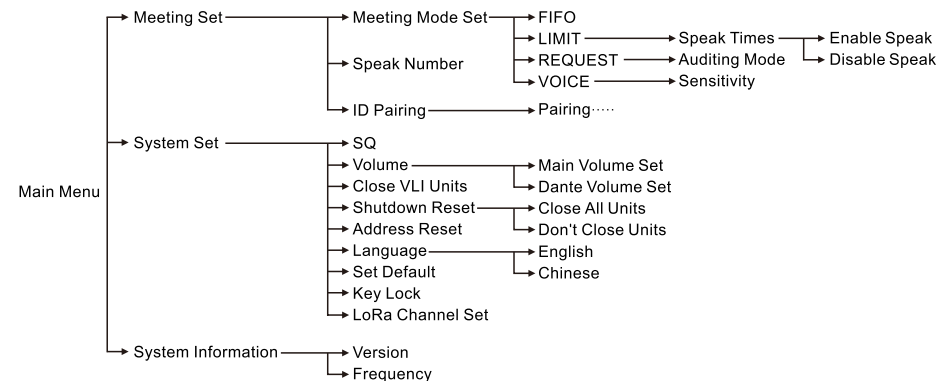 Meeting Set
Meeting Mode Set
FIFO
LIMIT
Speak Times
Enable Speak
Disable Speak
REQUEST
Auditing Mode
VOICE
Sensitivity
Speak Number
ID Pairing
Pairing·····
System Set
SQ
Volume
Main Volume Set
Dante Volume Set
Close VLI Units
Shutdown Reset
Close All Units
Don't Close Units
Address Reset
Language
English
Chinese
Set Default
Key Lock
LoRa Channel Set
Main Menu
System Information
Version
Frequency